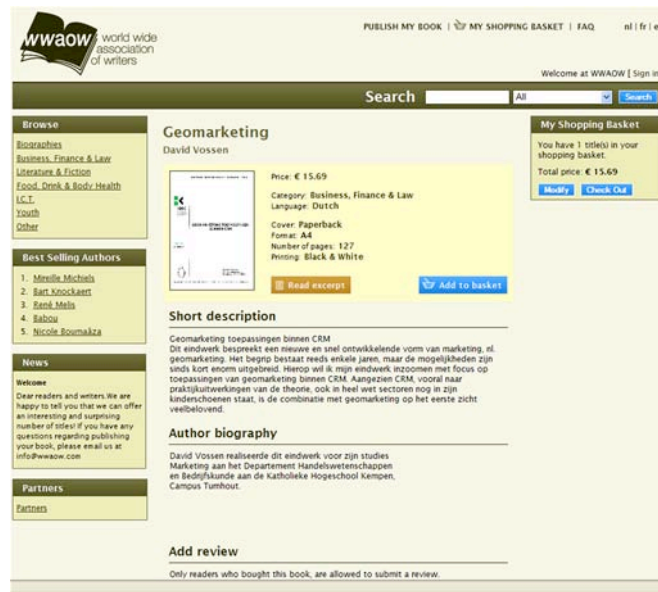 wwaow world wide
association
of writers
PUBLISH MY BOOK | MY SHOPPING BASKET | FAQ nl | fr | e
Welcome at WWAOW [ Sign in
Search All Search
Browse
Biographies
Business, Finance & Law
Literature & Fiction
Food, Drink & Body Health
I.C.T.
Youth
Other
Best Selling Authors
1. Mireille Michiels
2. Bart Knockaert
3. René Melis
4. Babou
5. Nicole Boumaâza
News
Welcome
Dear readers and writers.We are
happy to tell you that we can offer
an interesting and surprising
number of titles! If you have any
questions regarding publishing
your book, please email us at
info@wwaow.com
Partners
Partners
Geomarketing
David Vossen
Price: € 15.69
Category: Business, Finance & Law
Language: Dutch
Cover: Paperback
Format: A4
Number of pages: 127
Printing: Black & White
Read excerpt Add to basket
Short description
Geomarketing toepassingen binnen CRM
Dit eindwerk bespreekt een nieuwe en snel ontwikkelende vorm van marketing, nl.
geomarketing. Het begrip bestaat reeds enkele jaren, maar de mogelijkheden zijn
sinds kort enorm uitgebreid. Hierop wil ik mijn eindwerk inzoomen met focus op
toepassingen van geomarketing binnen CRM. Aangezien CRM, vooral naar
praktijkuitwerkingen van de theorie, ook in heel wat sectoren nog in zijn
kinderschoenen staat, is de combinatie met geomarketing op het eerste zicht
veelbelovend.
Author biography
David Vossen realiseerde dit eindwerk voor zijn studies
Marketing aan het Departement Handelswetenschappen
en Bedrijfskunde aan de Katholieke Hogeschool Kempen,
Campus Turnhout.
Add review
Only readers who bought this book, are allowed to submit a review.
My Shopping Basket
You have 1 title(s) in your
shopping basket.
Total price: € 15.69
Modify Check Out